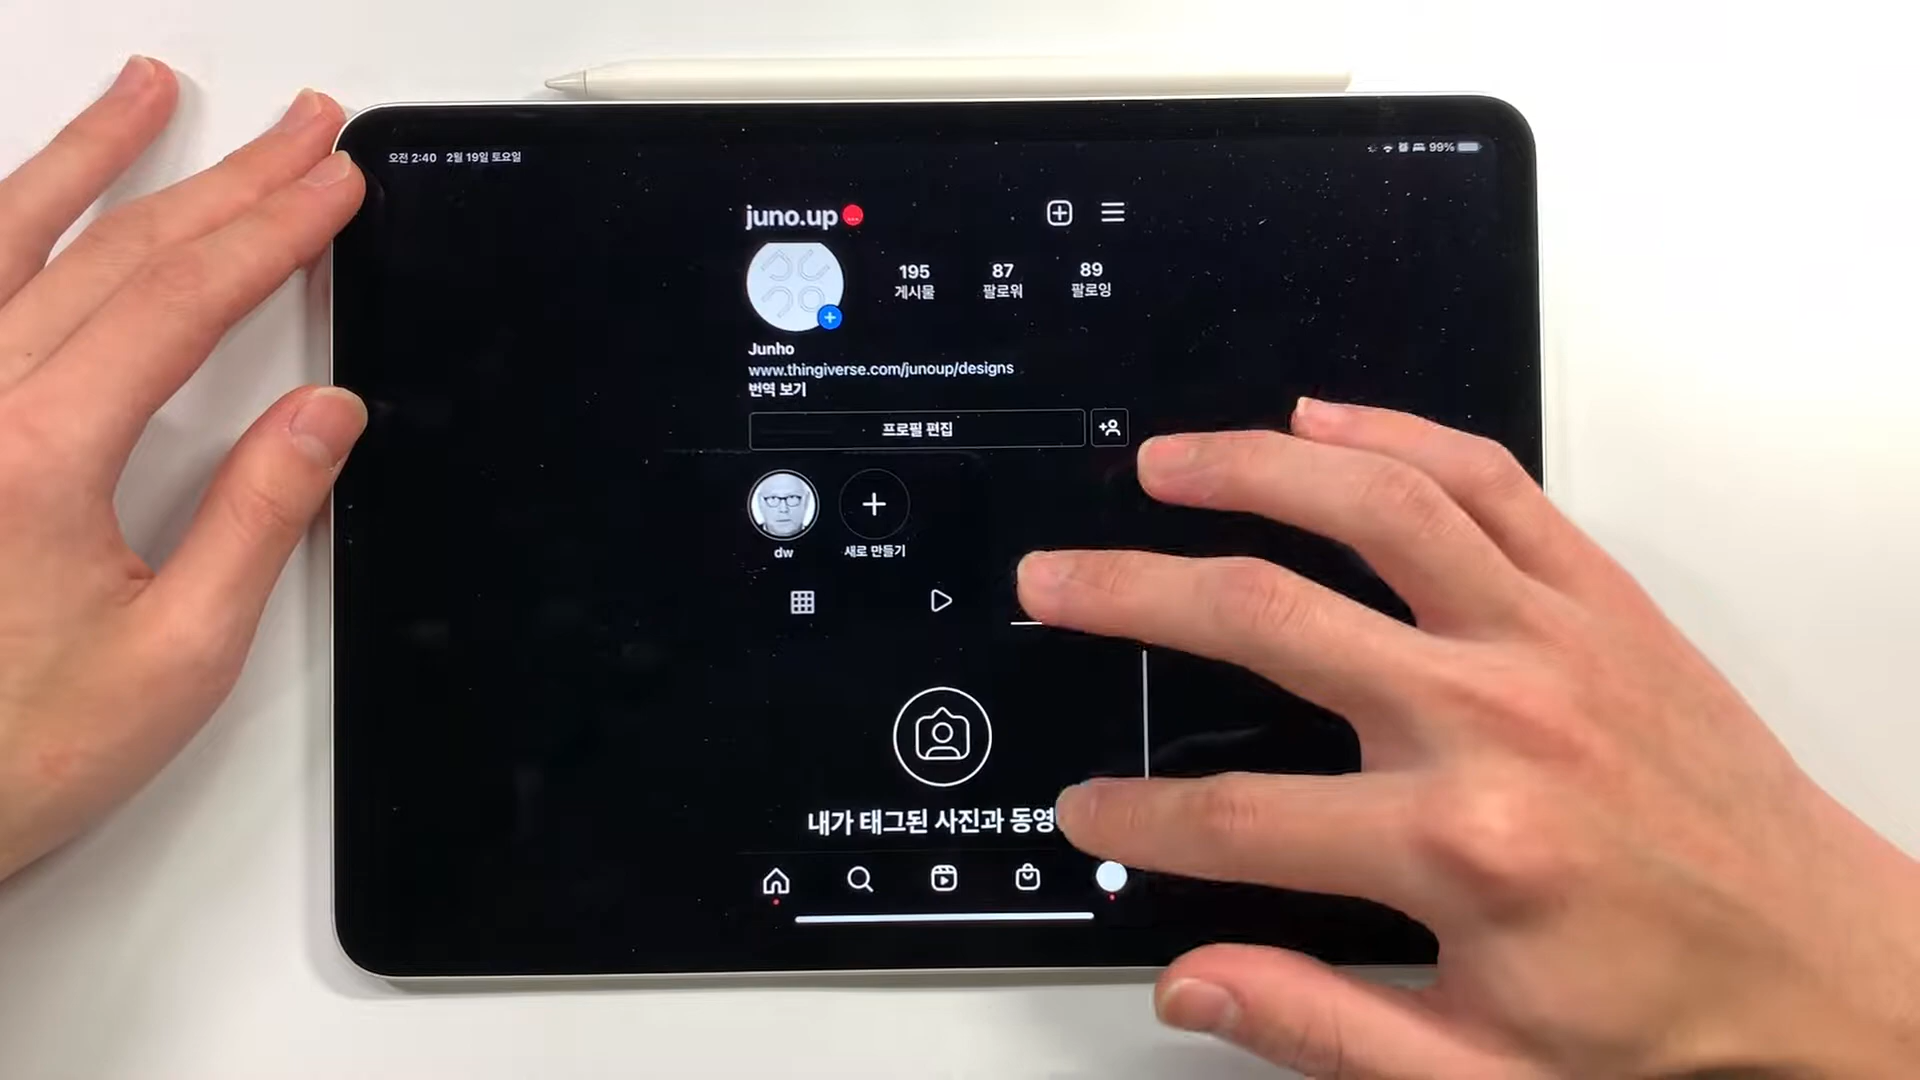 오전 2:40 2월 19일 토요일
99%
juno.up
195 87 89
게시물 팔로워 팔로잉
Junho
www.thingiverse.com/junoup/designs
번역 보기
프로필 편집
dw 새로 만들기
내가 태그된 사진과 동영